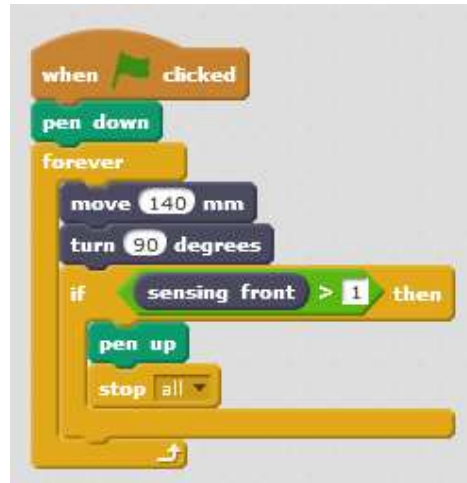 when clicked
pen down
forever
move 140 mm
turn 90 degrees
if sensing front > 1 then
pen up
stop all